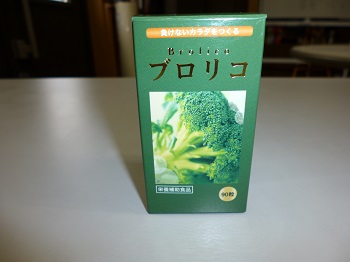 負けないカラダをつくる
Brolico
ブロリコ
栄養補助食品
90粒